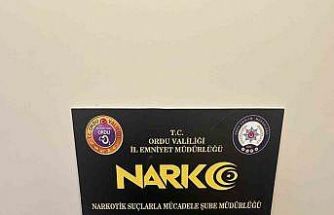 T.C.
ORDU VALİLİĞİ
İL EMNİYET MÜDÜRLÜĞÜ
NARKO
NARKOTİK SUÇLARLA MÜCADELE ŞUBE MÜDÜRLÜĞÜ